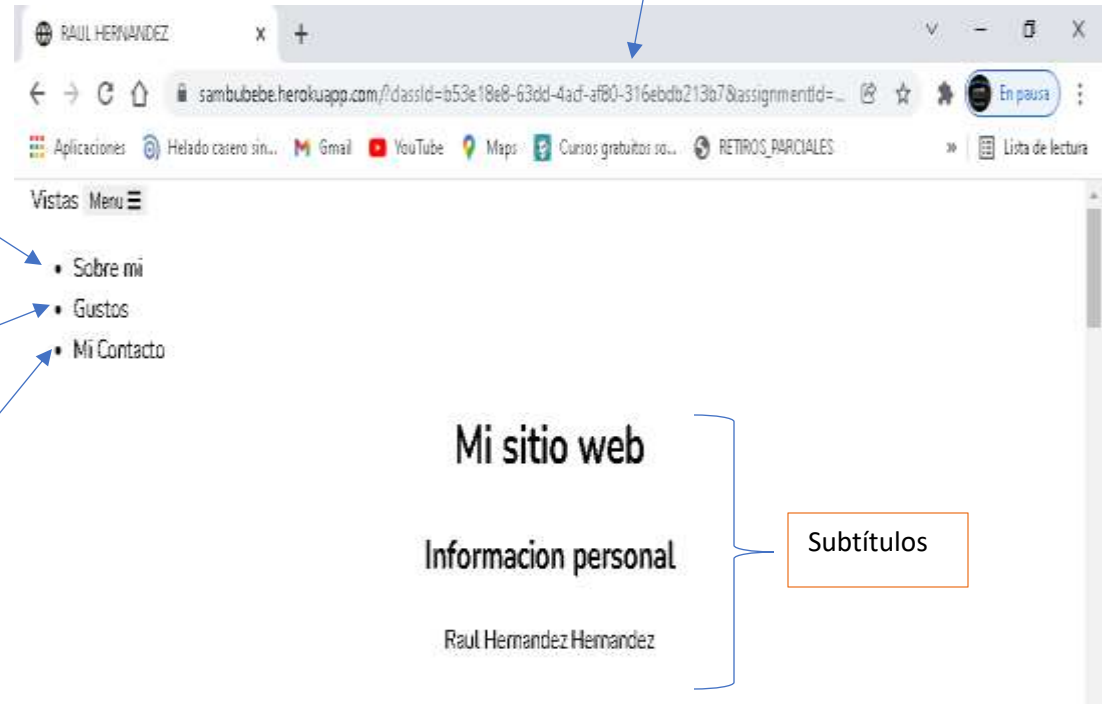 RAUL HERNANDEZ x +
sambubebe.herokuapp.com/?classId=b53e18e8-63dd-4acf-af80-316ebdb213b7&assignmentId=... En pausa
Aplicaciones Helado casero sin... Gmail YouTube Maps Cursos gratuitos so... RETIROS_PARCIALES » Lista de lectura
Vistas Menu
• Sobre mi
• Gustos
• Mi Contacto
Mi sitio web
Informacion personal
Subtítulos
Raul Hernandez Hernandez